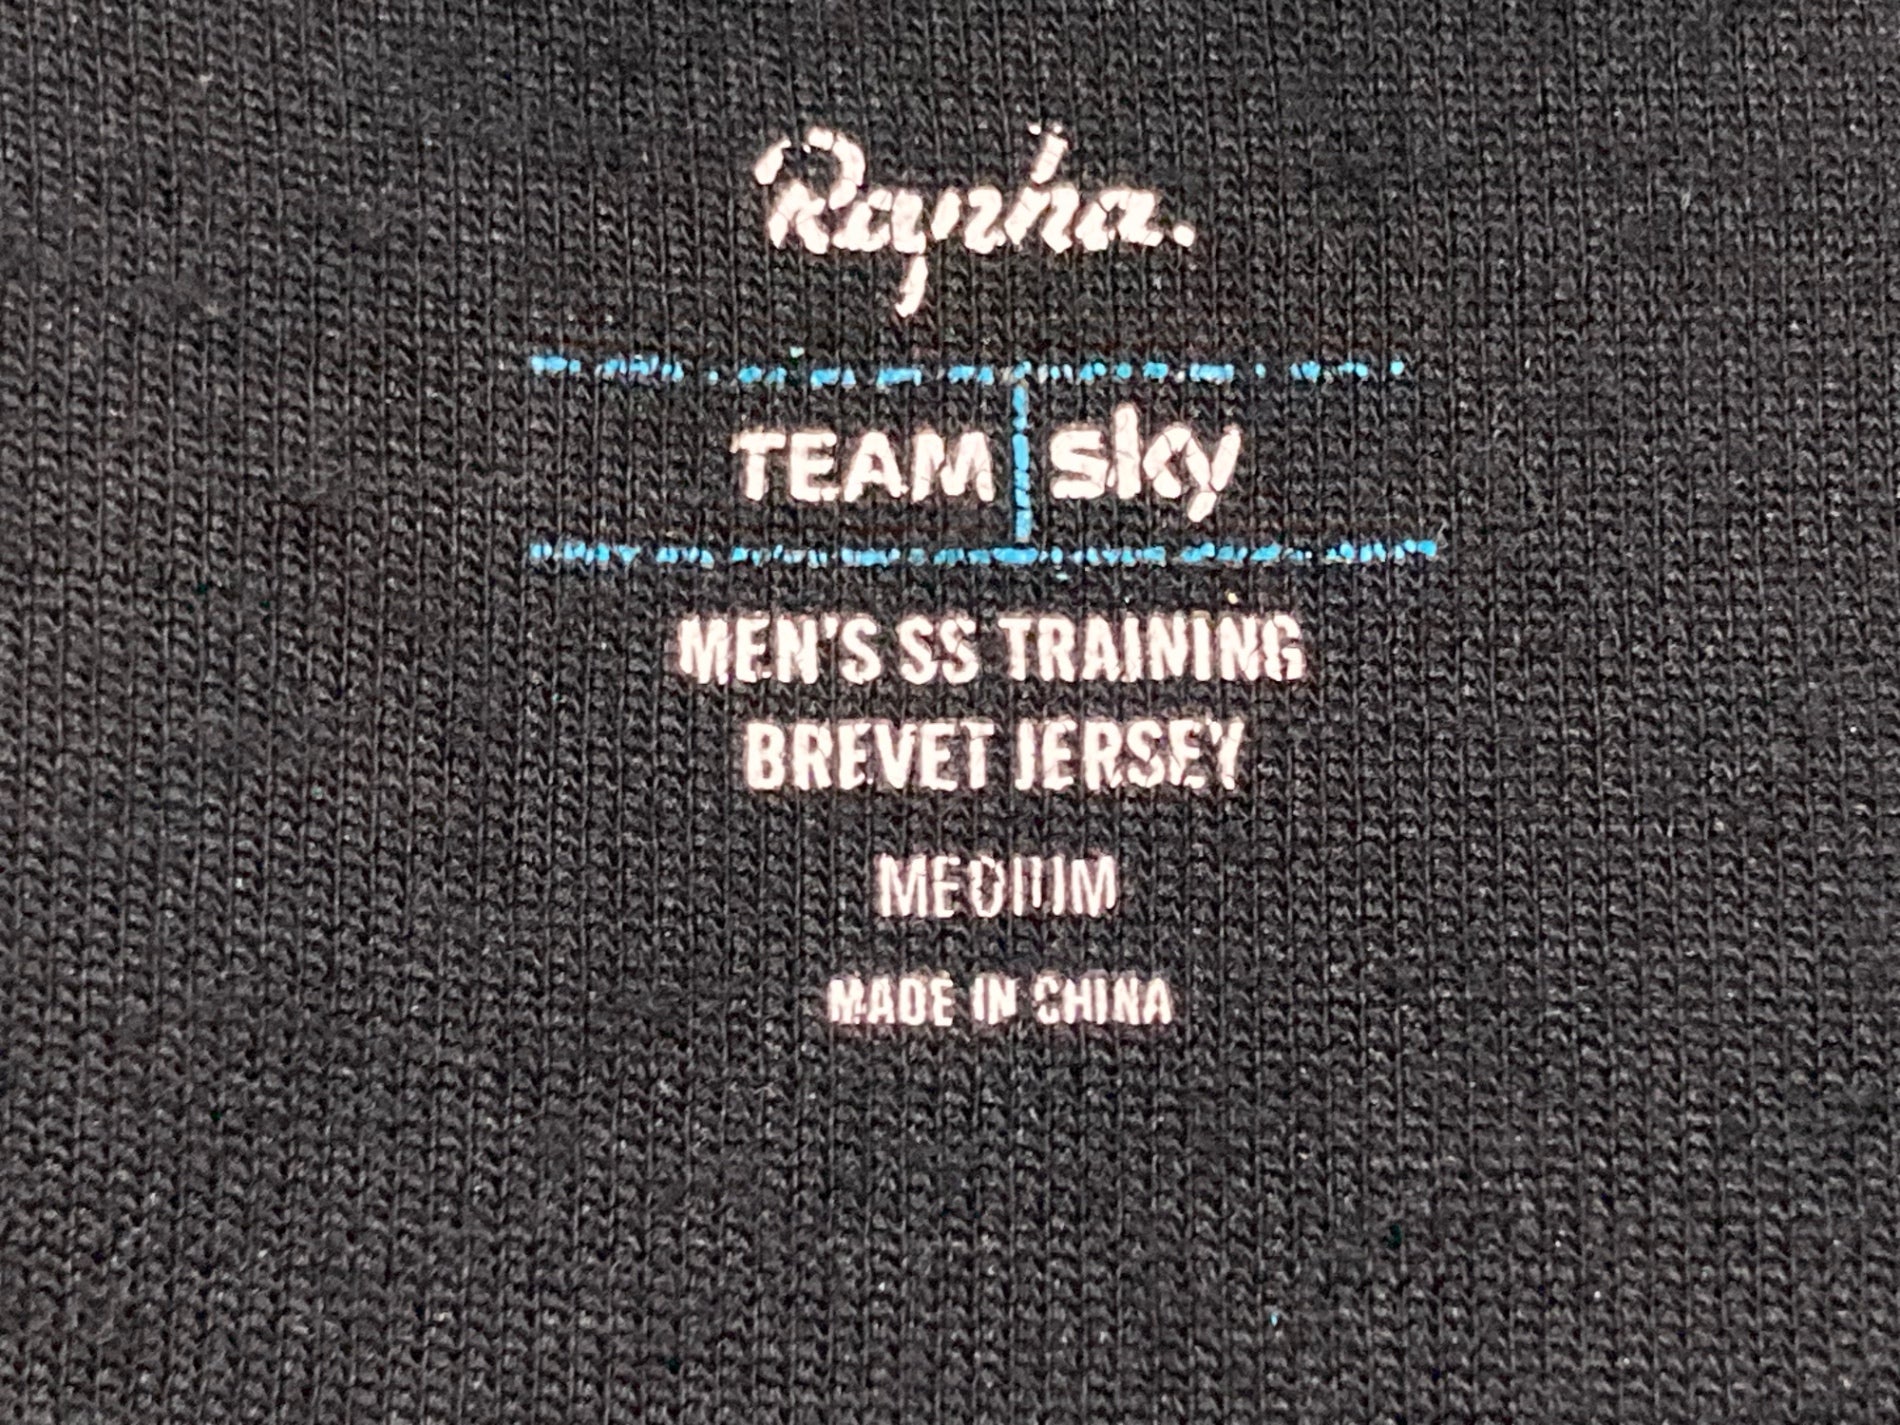 Rapha.
TEAM sky
MEN'S SS TRAINING
BREVET JERSEY
MEDIUM
MADE IN CHINA